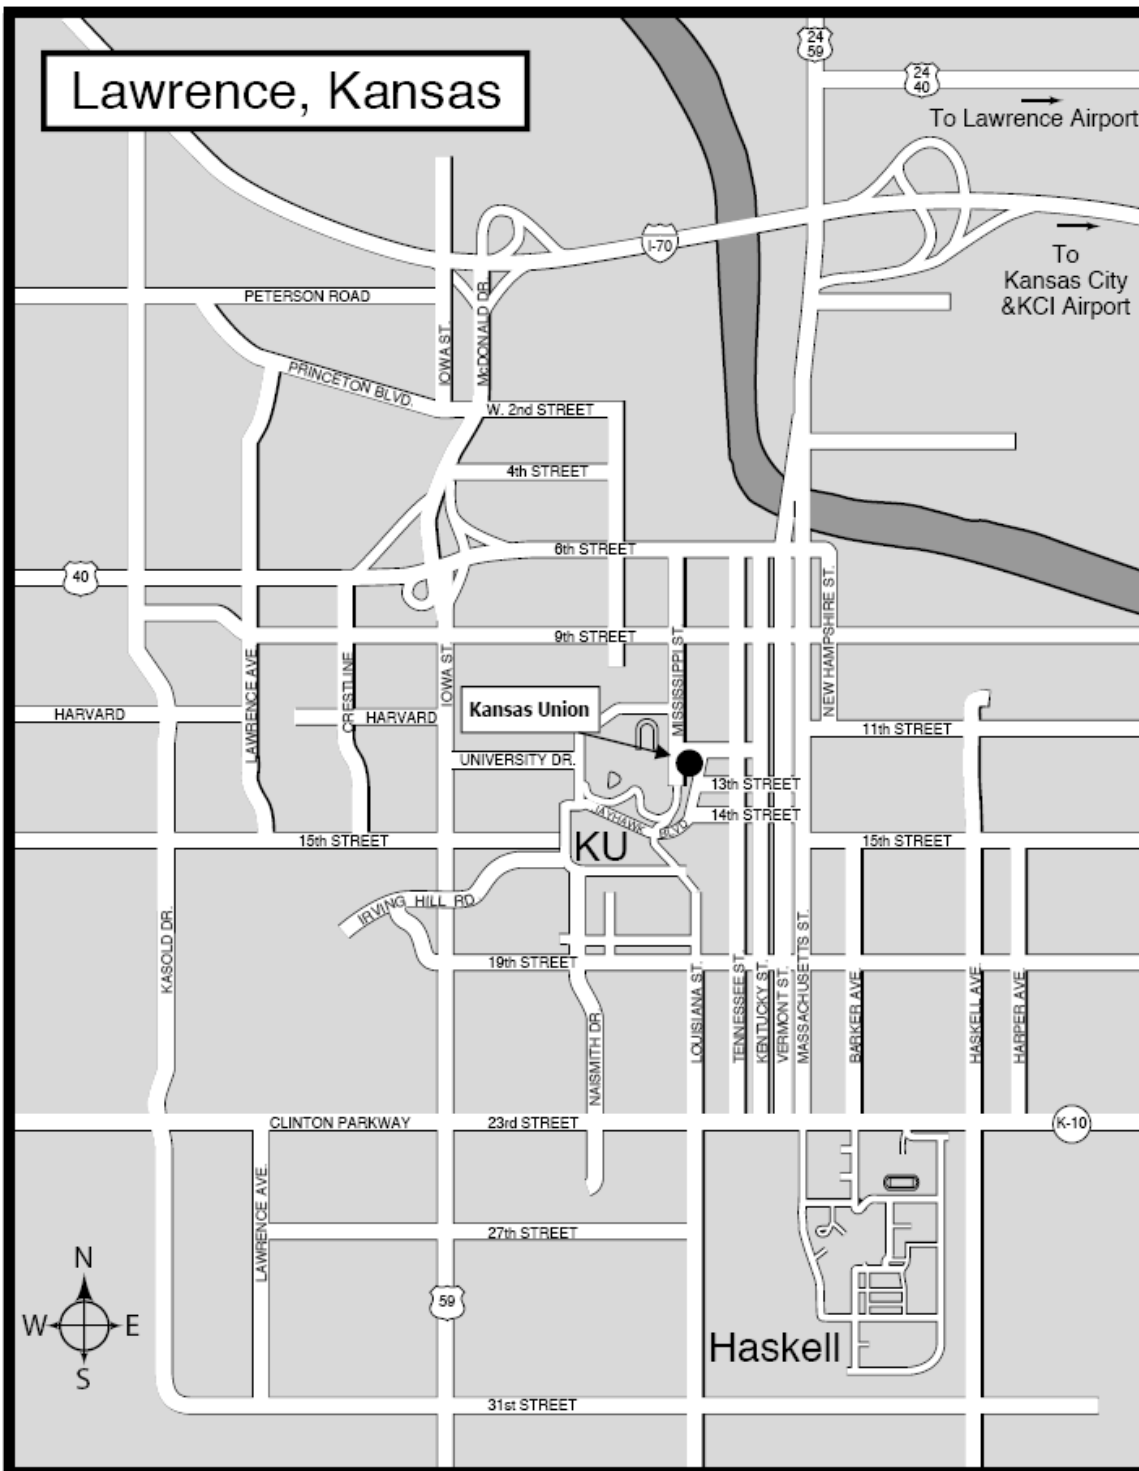 Lawrence, Kansas
24
59
24
40
To Lawrence Airport
I-70
To
Kansas City
&KCI Airport
PETERSON ROAD
IOWA ST.
McDONALD DR.
PRINCETON BLVD.
W. 2nd STREET
4th STREET
6th STREET
40
9th STREET
NEW HAMPSHIRE ST.
MISSISSIPPI ST.
LAWRENCE AVE.
CRESTLINE
IOWA ST.
Kansas Union
HARVARD
HARVARD
11th STREET
UNIVERSITY DR.
13th STREET
14th STREET
JAYHAWK BLVD
KU
15th STREET
15th STREET
IRVING HILL RD
KASOLD DR.
19th STREET
NAISMITH DR.
LOUISIANA ST.
TENNESSEE ST.
KENTUCKY ST.
VERMONT ST.
MASSACHUSETTS ST.
BARKER AVE.
HASKELL AVE.
HARPER AVE.
CLINTON PARKWAY
23rd STREET
K-10
LAWRENCE AVE.
27th STREET
59
N
W
E
S
Haskell
31st STREET